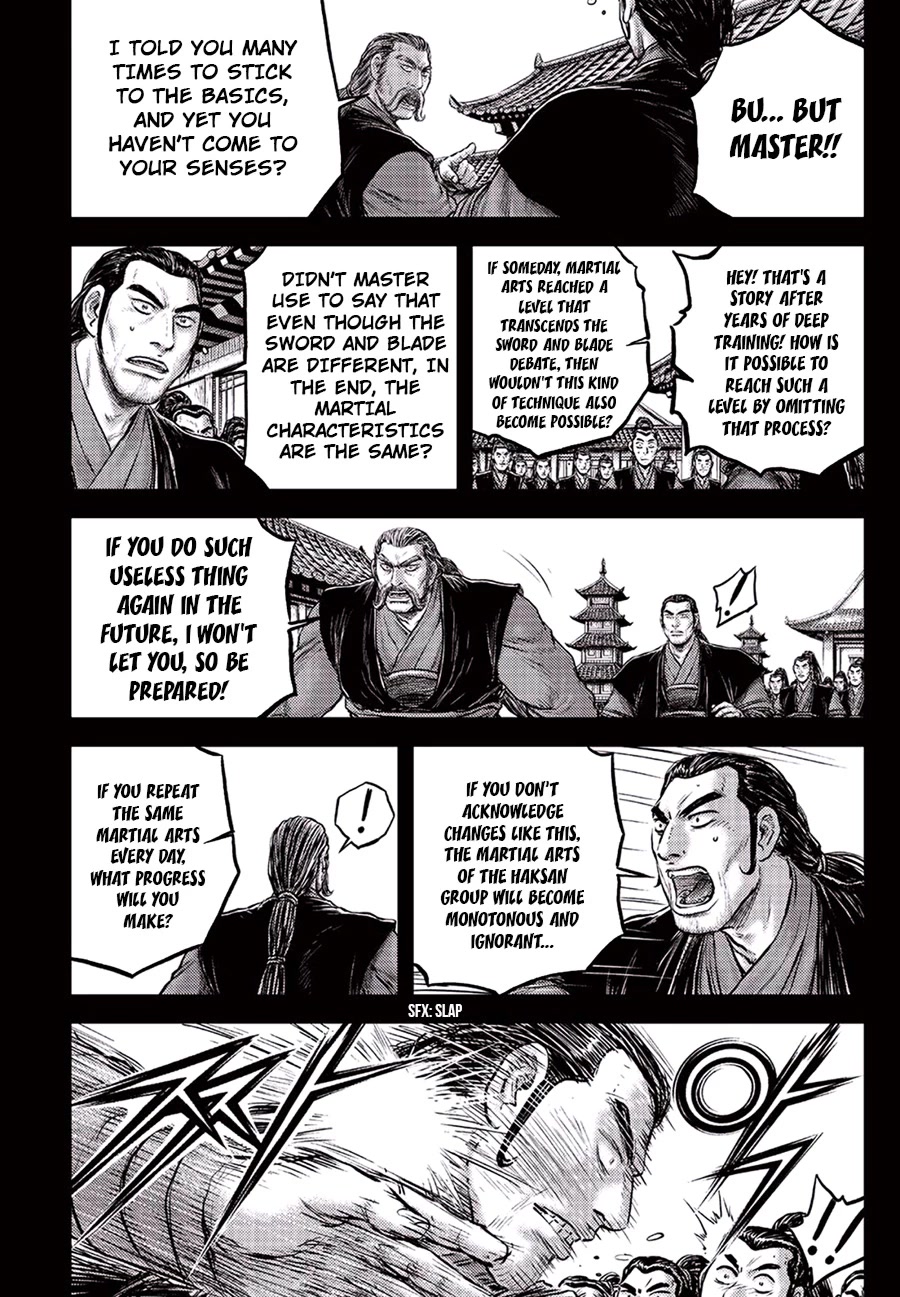 I TOLD YOU MANY
TIMES TO STICK
TO THE BASICS,
AND YET YOU
HAVEN'T COME TO
YOUR SENSES?
BU... BUT
MASTER!!
DIDN'T MASTER
USE TO SAY THAT
EVEN THOUGH THE
SWORD AND BLADE
ARE DIFFERENT, IN
THE END, THE
MARTIAL
CHARACTERISTICS
ARE THE SAME?
IF SOMEDAY, MARTIAL
ARTS REACHED A
LEVEL THAT
TRANSCENDS THE
SWORD AND BLADE
DEBATE, THEN
WOULDN'T THIS KIND
OF TECHNIQUE ALSO
BECOME POSSIBLE?
HEY! THAT'S A
STORY AFTER
YEARS OF DEEP
TRAINING! HOW IS
IT POSSIBLE TO
REACH SUCH A
LEVEL BY OMITTING
THAT PROCESS?
IF YOU DO SUCH
USELESS THING
AGAIN IN THE
FUTURE, I WON'T
LET YOU, SO BE
PREPARED!
!
IF YOU REPEAT
THE SAME
MARTIAL ARTS
EVERY DAY,
WHAT PROGRESS
WILL YOU
MAKE?
!
IF YOU DON'T
ACKNOWLEDGE
CHANGES LIKE THIS,
THE MARTIAL ARTS
OF THE HAKSAN
GROUP WILL BECOME
MONOTONOUS AND
IGNORANT...
SFX: SLAP
!!